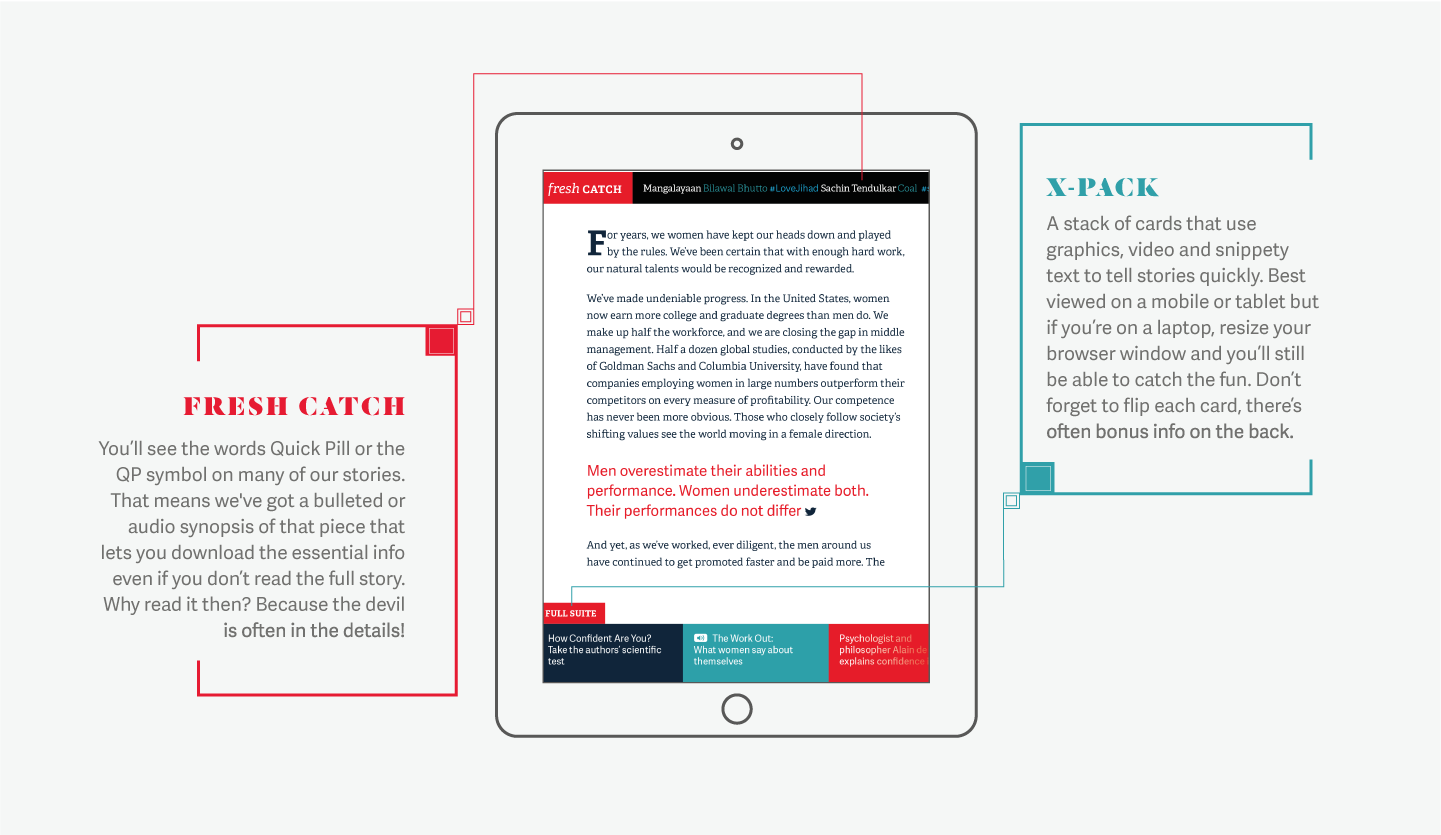 FRESH CATCH
You’ll see the words Quick Pill or the
QP symbol on many of our stories.
That means we've got a bulleted or
audio synopsis of that piece that
lets you download the essential info
even if you don’t read the full story.
Why read it then? Because the devil
is often in the details!
fresh CATCH
Mangalayaan Bilawal Bhutto #LoveJihad Sachin Tendulkar Coal
For years, we women have kept our heads down and played
by the rules. We’ve been certain that with enough hard work,
our natural talents would be recognized and rewarded.
We’ve made undeniable progress. In the United States, women
now earn more college and graduate degrees than men do. We
make up half the workforce, and we are closing the gap in middle
management. Half a dozen global studies, conducted by the likes
of Goldman Sachs and Columbia University, have found that
companies employing women in large numbers outperform their
competitors on every measure of profitability. Our competence
has never been more obvious. Those who closely follow society’s
shifting values see the world moving in a female direction.
Men overestimate their abilities and
performance. Women underestimate both.
Their performances do not differ
And yet, as we’ve worked, ever diligent, the men around us
have continued to get promoted faster and be paid more. The
FULL SUITE
How Confident Are You?
Take the authors’ scientific
test
The Work Out:
What women say about
themselves
Psychologist and
philosopher Alain de
explains confidence
X-PACK
A stack of cards that use
graphics, video and snippety
text to tell stories quickly. Best
viewed on a mobile or tablet but
if you’re on a laptop, resize your
browser window and you’ll still
be able to catch the fun. Don’t
forget to flip each card, there’s
often bonus info on the back.